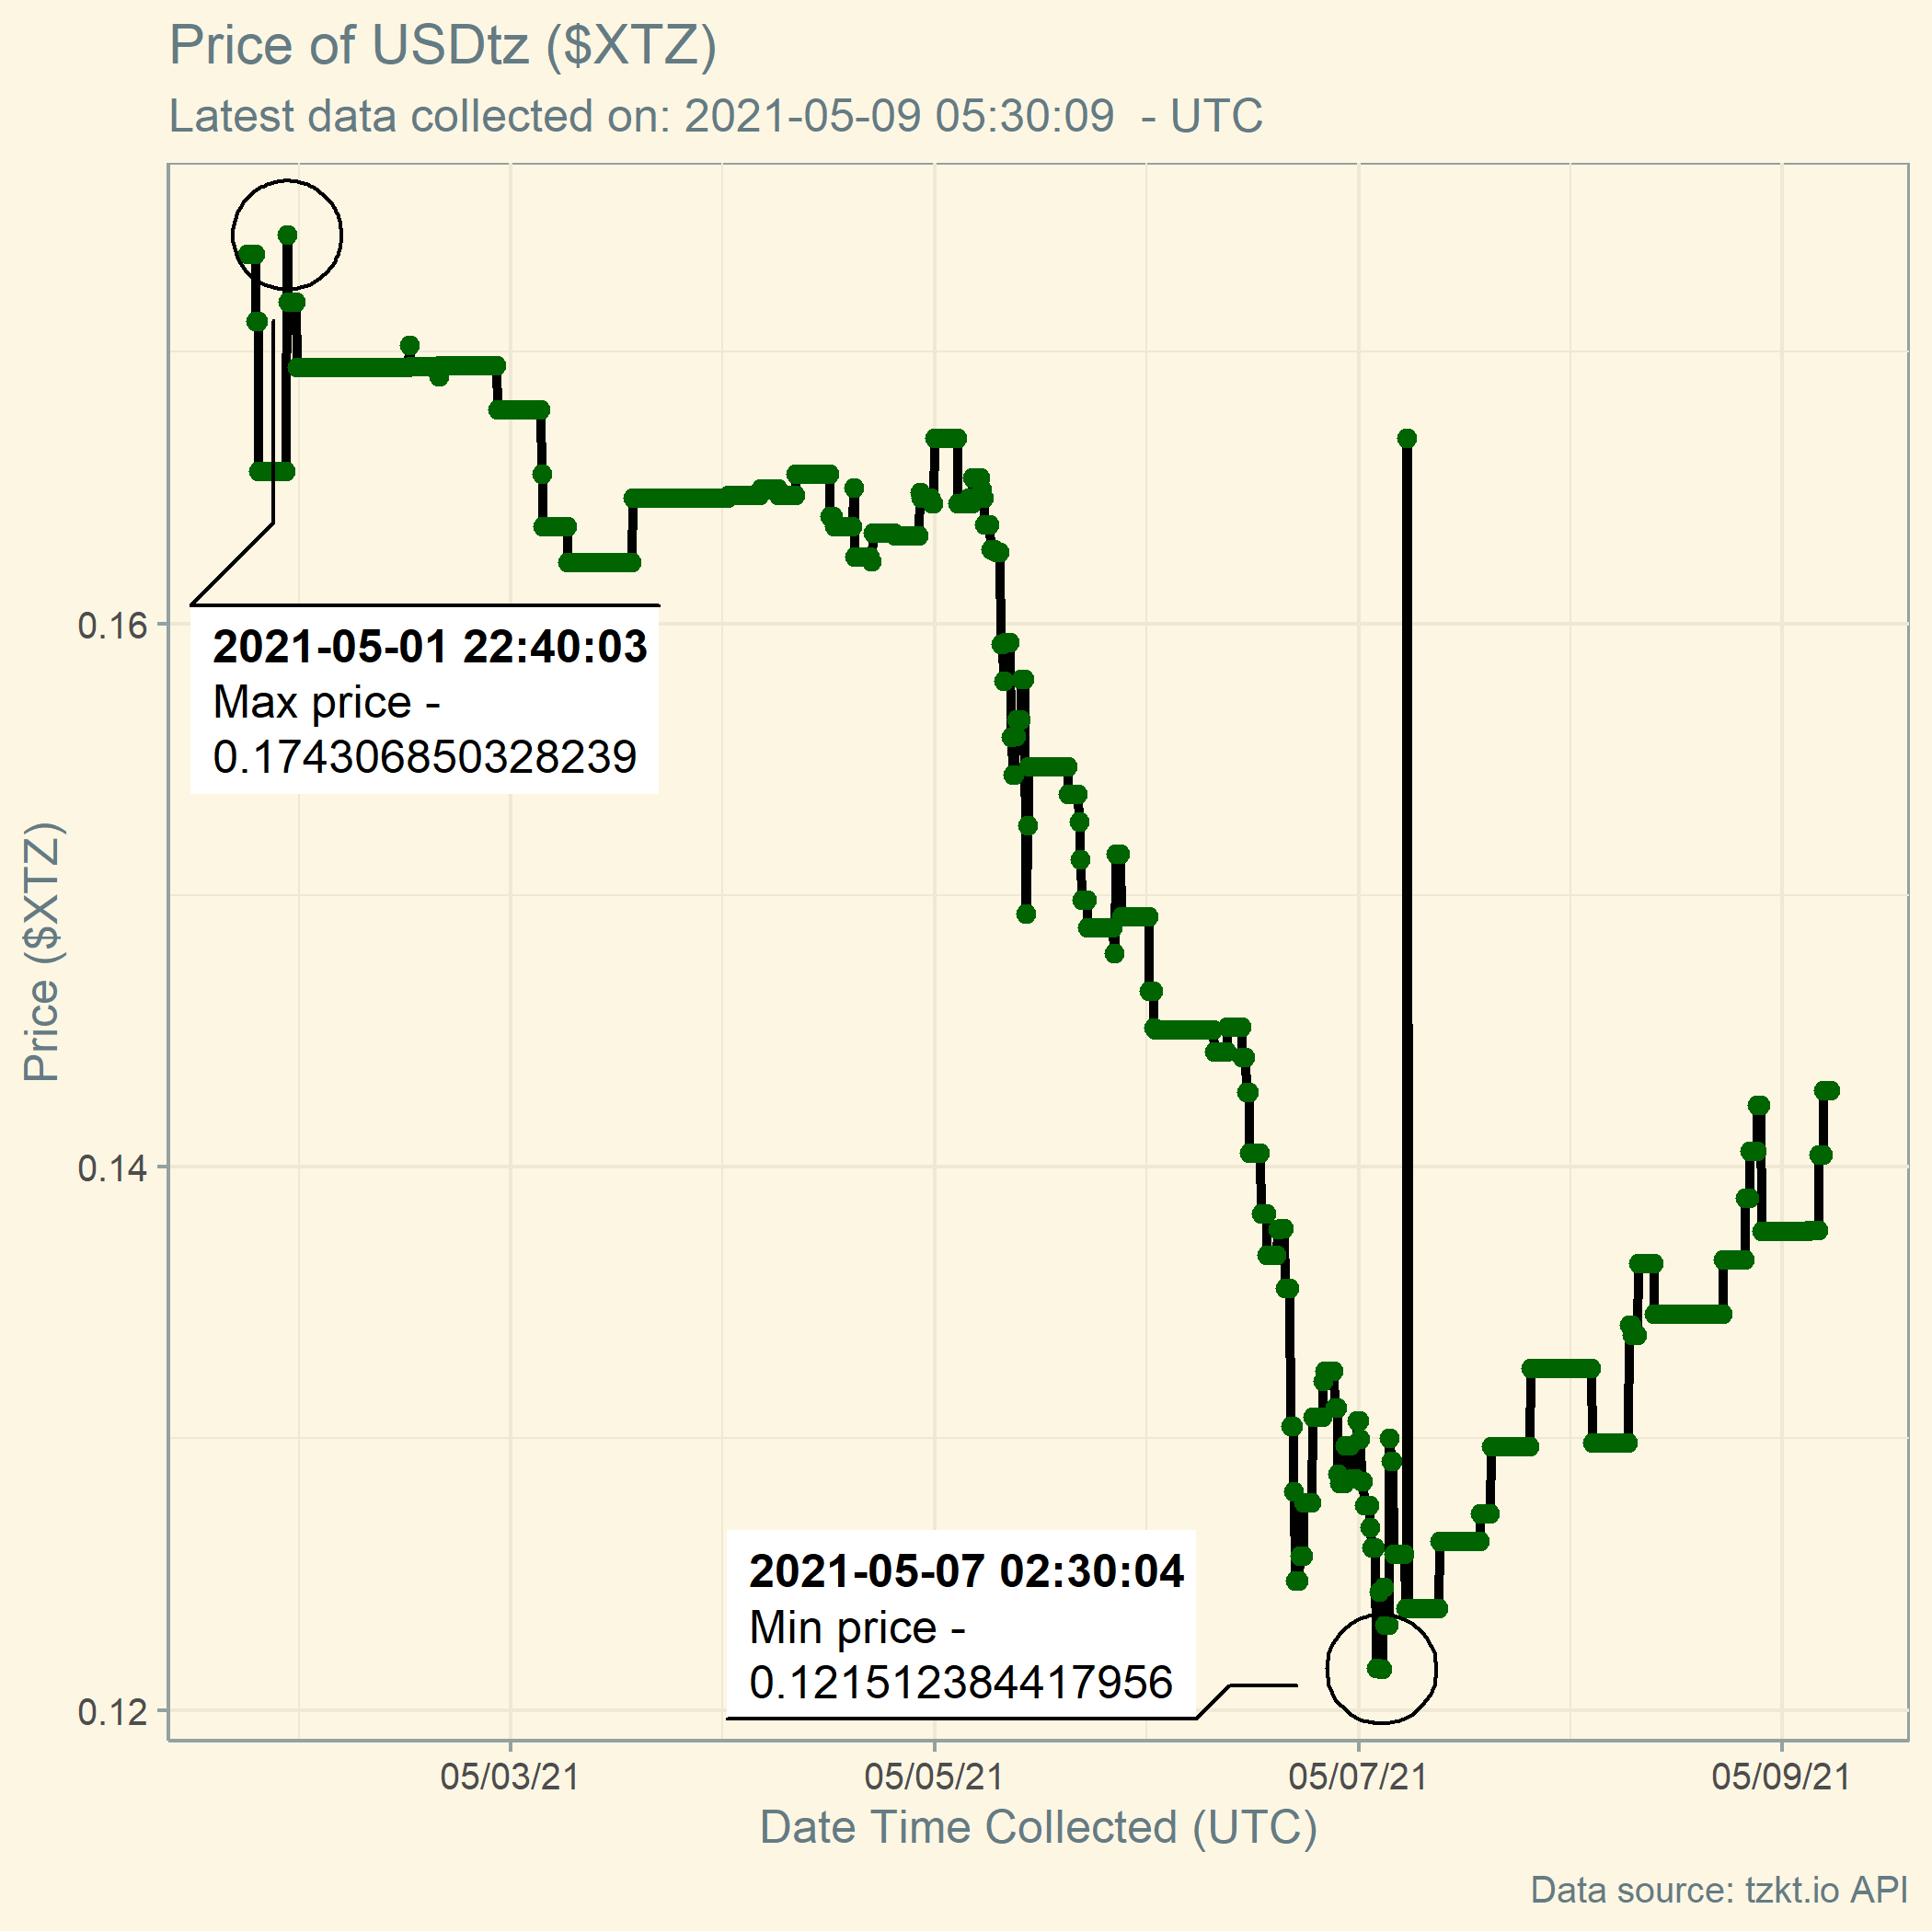 Price of USDtz ($XTZ)
Latest data collected on: 2021-05-09 05:30:09  - UTC
2021-05-01 22:40:03
Max price -
0.174306850328239
2021-05-07 02:30:04
Min price -
0.121512384417956
Price ($XTZ)
0.16
0.14
0.12
05/03/21
05/05/21
05/07/21
05/09/21
Date Time Collected (UTC)
Data source: tzkt.io API